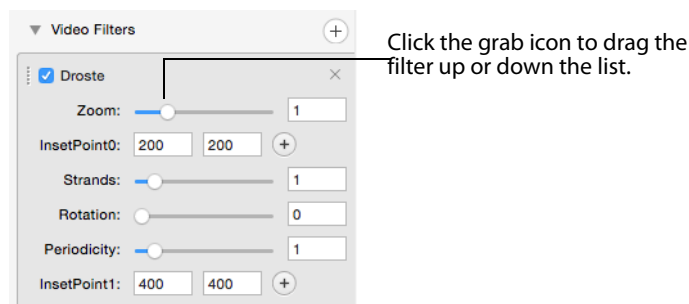 Video Filters
Click the grab icon to drag the
filter up or down the list.
Droste
Zoom: 1
InsetPoint0: 200 200
Strands: 1
Rotation: 0
Periodicity: 1
InsetPoint1: 400 400